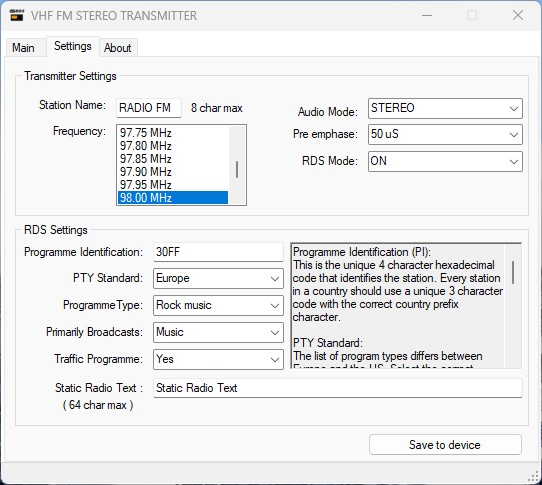 VHF FM STEREO TRANSMITTER
Main Settings About
Transmitter Settings
Station Name: RADIO FM 8 char max
Audio Mode: STEREO
Frequency: 97.75 MHz
97.80 MHz
97.85 MHz
97.90 MHz
97.95 MHz
98.00 MHz
Pre emphase: 50 uS
RDS Mode: ON
RDS Settings
Programme Identification: 30FF
PTY Standard: Europe
Programme Type: Rock music
Primarily Broadcasts: Music
Traffic Programme: Yes
Programme Identification (PI):
This is the unique 4 character hexadecimal
code that identifies the station. Every station
in a country should use a unique 3 character
code with the correct country prefix
character.
PTY Standard:
The list of program types differs between
Europe and the US. Select the correct
Static Radio Text : Static Radio Text
( 64 char max )
Save to device